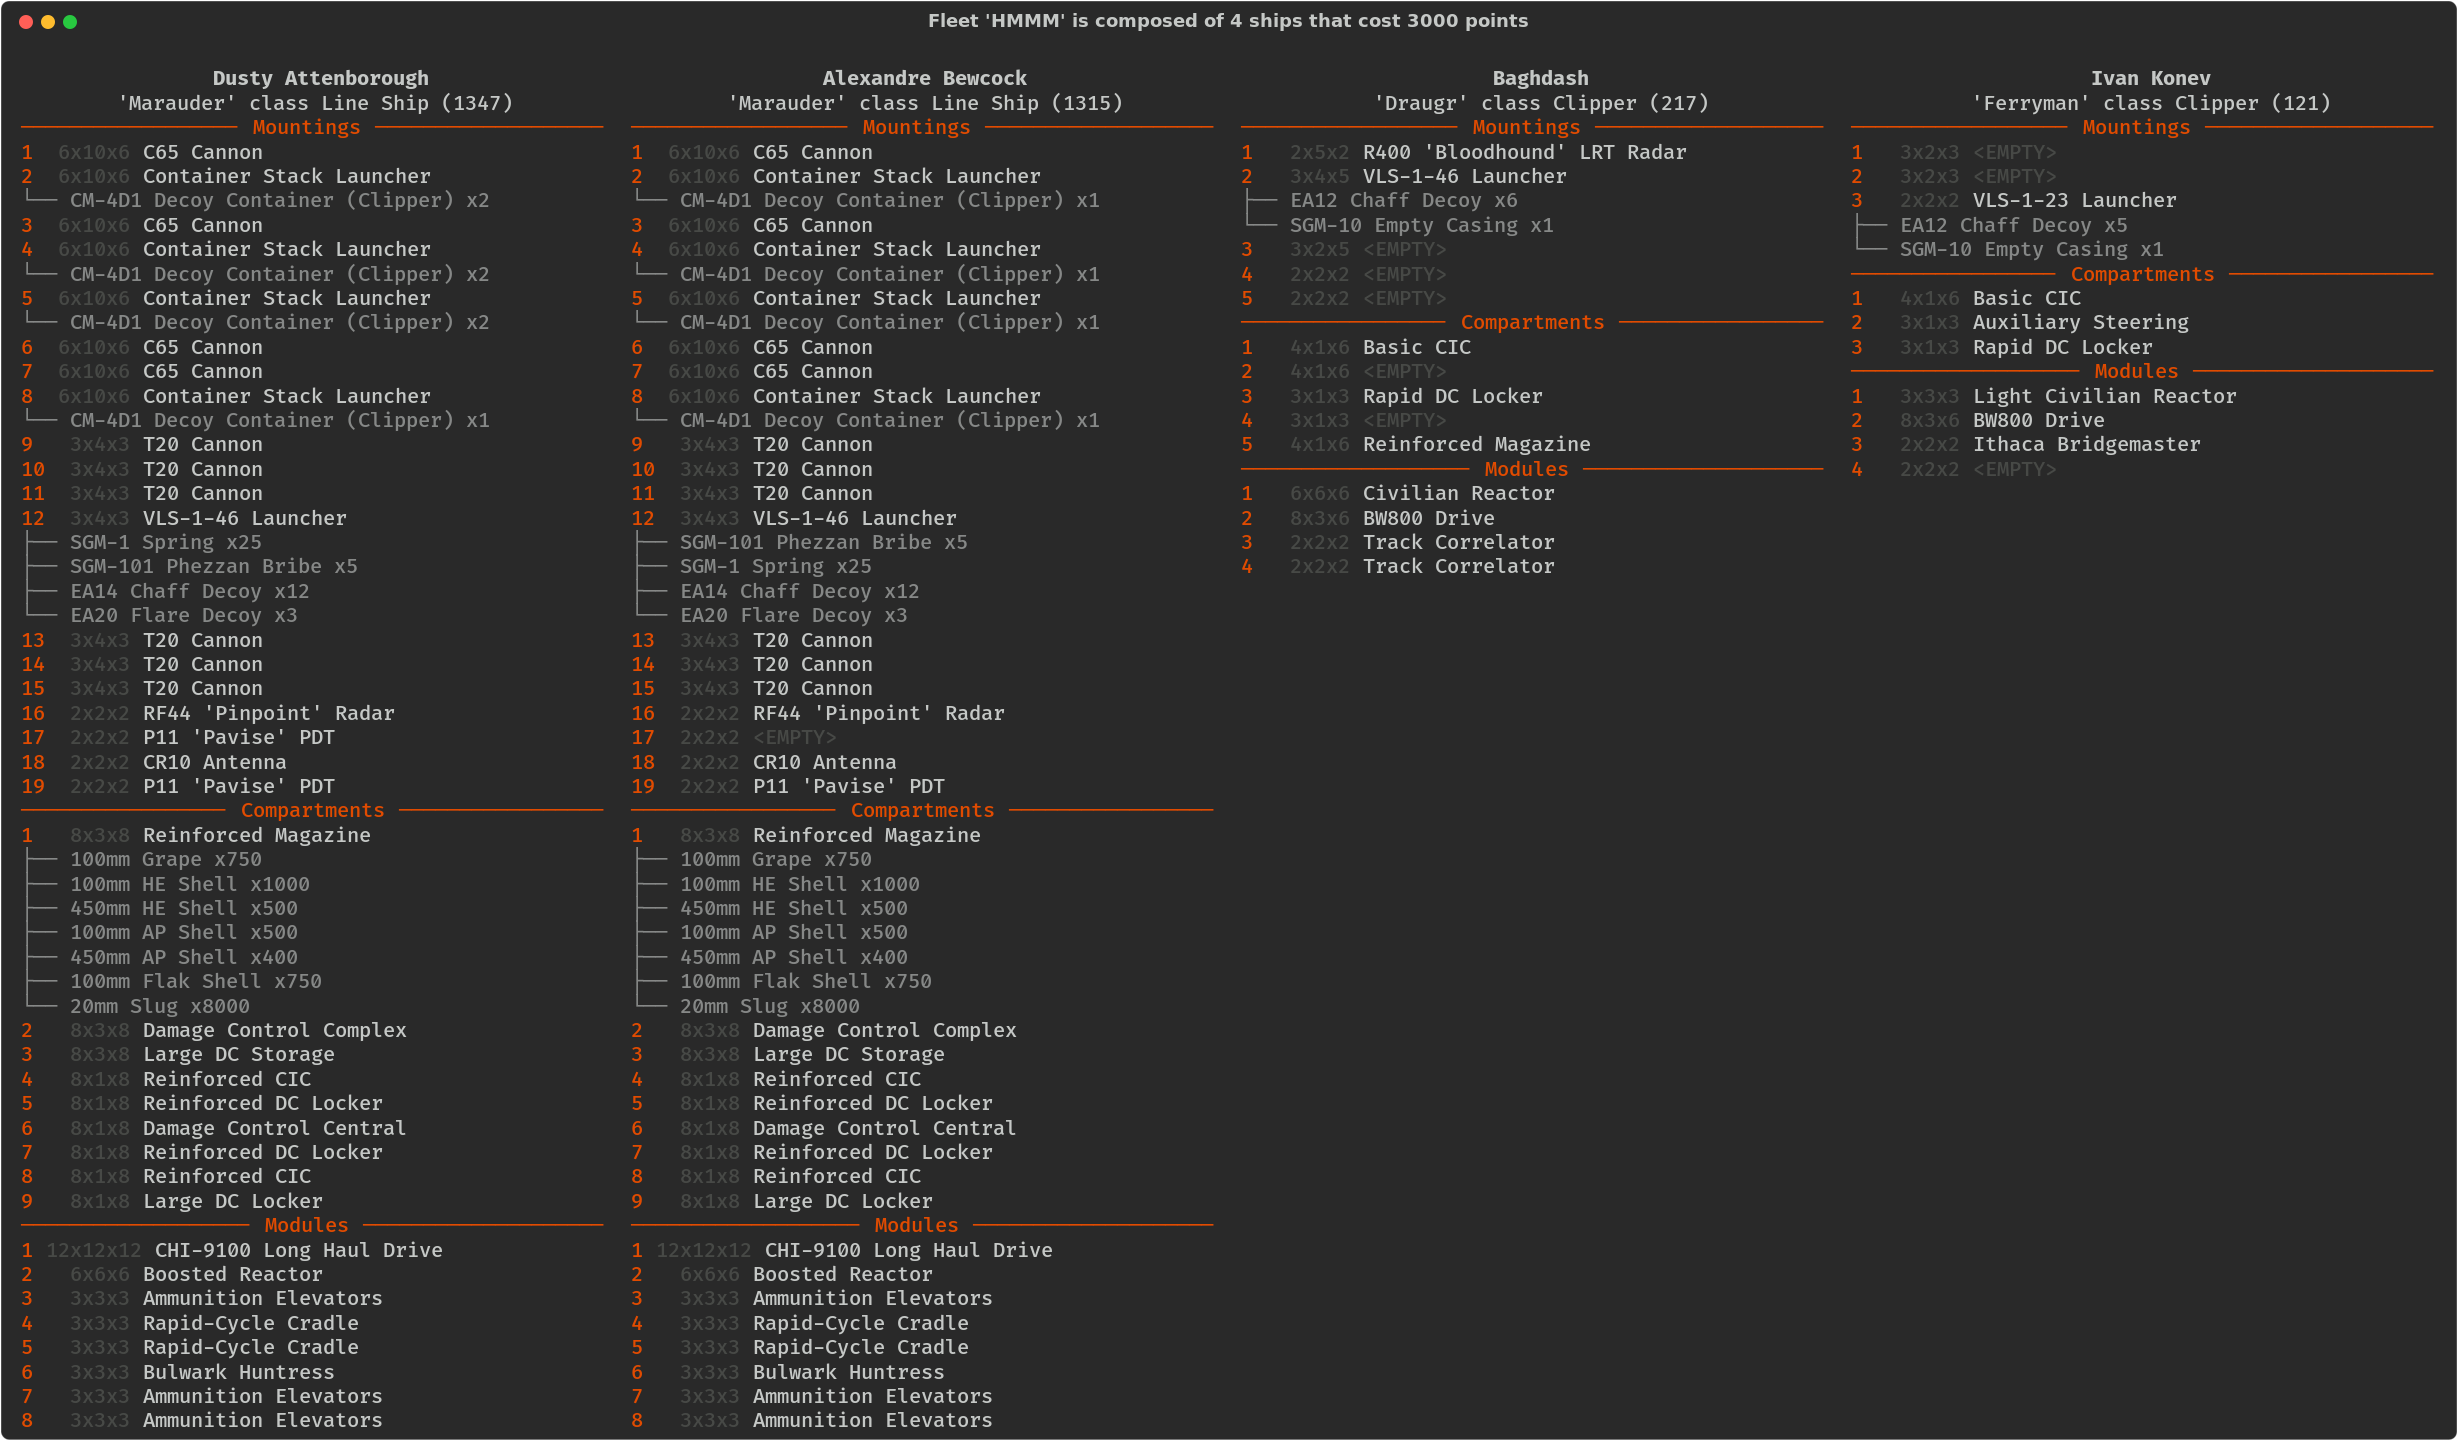 Fleet 'HMMM' is composed of 4 ships that cost 3000 points
Dusty Attenborough
'Marauder' class Line Ship (1347)
Mountings
1 6x10x6 C65 Cannon
2 6x10x6 Container Stack Launcher
CM-4D1 Decoy Container (Clipper) x2
3 6x10x6 C65 Cannon
4 6x10x6 Container Stack Launcher
CM-4D1 Decoy Container (Clipper) x2
5 6x10x6 Container Stack Launcher
CM-4D1 Decoy Container (Clipper) x2
6 6x10x6 C65 Cannon
7 6x10x6 C65 Cannon
8 6x10x6 Container Stack Launcher
CM-4D1 Decoy Container (Clipper) x1
9 3x4x3 T20 Cannon
10 3x4x3 T20 Cannon
11 3x4x3 T20 Cannon
12 3x4x3 VLS-1-46 Launcher
SGM-1 Spring x25
SGM-101 Phezzan Bribe x5
EA14 Chaff Decoy x12
EA20 Flare Decoy x3
13 3x4x3 T20 Cannon
14 3x4x3 T20 Cannon
15 3x4x3 T20 Cannon
16 2x2x2 RF44 'Pinpoint' Radar
17 2x2x2 P11 'Pavise' PDT
18 2x2x2 CR10 Antenna
19 2x2x2 P11 'Pavise' PDT
Compartments
1 8x3x8 Reinforced Magazine
100mm Grape x750
100mm HE Shell x1000
450mm HE Shell x500
100mm AP Shell x500
450mm AP Shell x400
100mm Flak Shell x750
20mm Slug x8000
2 8x3x8 Damage Control Complex
3 8x3x8 Large DC Storage
4 8x1x8 Reinforced CIC
5 8x1x8 Reinforced DC Locker
6 8x1x8 Damage Control Central
7 8x1x8 Reinforced DC Locker
8 8x1x8 Reinforced CIC
9 8x1x8 Large DC Locker
Modules
1 12x12x12 CHI-9100 Long Haul Drive
2 6x6x6 Boosted Reactor
3 3x3x3 Ammunition Elevators
4 3x3x3 Rapid-Cycle Cradle
5 3x3x3 Rapid-Cycle Cradle
6 3x3x3 Bulwark Huntress
7 3x3x3 Ammunition Elevators
8 3x3x3 Ammunition Elevators
Alexandre Bewcock
'Marauder' class Line Ship (1315)
Mountings
1 6x10x6 C65 Cannon
2 6x10x6 Container Stack Launcher
CM-4D1 Decoy Container (Clipper) x1
3 6x10x6 C65 Cannon
4 6x10x6 Container Stack Launcher
CM-4D1 Decoy Container (Clipper) x1
5 6x10x6 Container Stack Launcher
CM-4D1 Decoy Container (Clipper) x1
6 6x10x6 C65 Cannon
7 6x10x6 C65 Cannon
8 6x10x6 Container Stack Launcher
CM-4D1 Decoy Container (Clipper) x1
9 3x4x3 T20 Cannon
10 3x4x3 T20 Cannon
11 3x4x3 T20 Cannon
12 3x4x3 VLS-1-46 Launcher
SGM-101 Phezzan Bribe x5
SGM-1 Spring x25
EA14 Chaff Decoy x12
EA20 Flare Decoy x3
13 3x4x3 T20 Cannon
14 3x4x3 T20 Cannon
15 3x4x3 T20 Cannon
16 2x2x2 RF44 'Pinpoint' Radar
17 2x2x2 <EMPTY>
18 2x2x2 CR10 Antenna
19 2x2x2 P11 'Pavise' PDT
Compartments
1 8x3x8 Reinforced Magazine
100mm Grape x750
100mm HE Shell x1000
450mm HE Shell x500
100mm AP Shell x500
450mm AP Shell x400
100mm Flak Shell x750
20mm Slug x8000
2 8x3x8 Damage Control Complex
3 8x3x8 Large DC Storage
4 8x1x8 Reinforced CIC
5 8x1x8 Reinforced DC Locker
6 8x1x8 Damage Control Central
7 8x1x8 Reinforced DC Locker
8 8x1x8 Reinforced CIC
9 8x1x8 Large DC Locker
Modules
1 12x12x12 CHI-9100 Long Haul Drive
2 6x6x6 Boosted Reactor
3 3x3x3 Ammunition Elevators
4 3x3x3 Rapid-Cycle Cradle
5 3x3x3 Rapid-Cycle Cradle
6 3x3x3 Bulwark Huntress
7 3x3x3 Ammunition Elevators
8 3x3x3 Ammunition Elevators
Baghdash
'Draugr' class Clipper (217)
Mountings
1 2x5x2 R400 'Bloodhound' LRT Radar
2 3x4x5 VLS-1-46 Launcher
EA12 Chaff Decoy x6
SGM-10 Empty Casing x1
3 3x2x5 <EMPTY>
4 2x2x2 <EMPTY>
5 2x2x2 <EMPTY>
Compartments
1 4x1x6 Basic CIC
2 4x1x6 <EMPTY>
3 3x1x3 Rapid DC Locker
4 3x1x3 <EMPTY>
5 4x1x6 Reinforced Magazine
Modules
1 6x6x6 Civilian Reactor
2 8x3x6 BW800 Drive
3 2x2x2 Track Correlator
4 2x2x2 Track Correlator
Ivan Konev
'Ferryman' class Clipper (121)
Mountings
1 3x2x3 <EMPTY>
2 3x2x3 <EMPTY>
3 2x2x2 VLS-1-23 Launcher
EA12 Chaff Decoy x5
SGM-10 Empty Casing x1
Compartments
1 4x1x6 Basic CIC
2 3x1x3 Auxiliary Steering
3 3x1x3 Rapid DC Locker
Modules
1 3x3x3 Light Civilian Reactor
2 8x3x6 BW800 Drive
3 2x2x2 Ithaca Bridgemaster
4 2x2x2 <EMPTY>